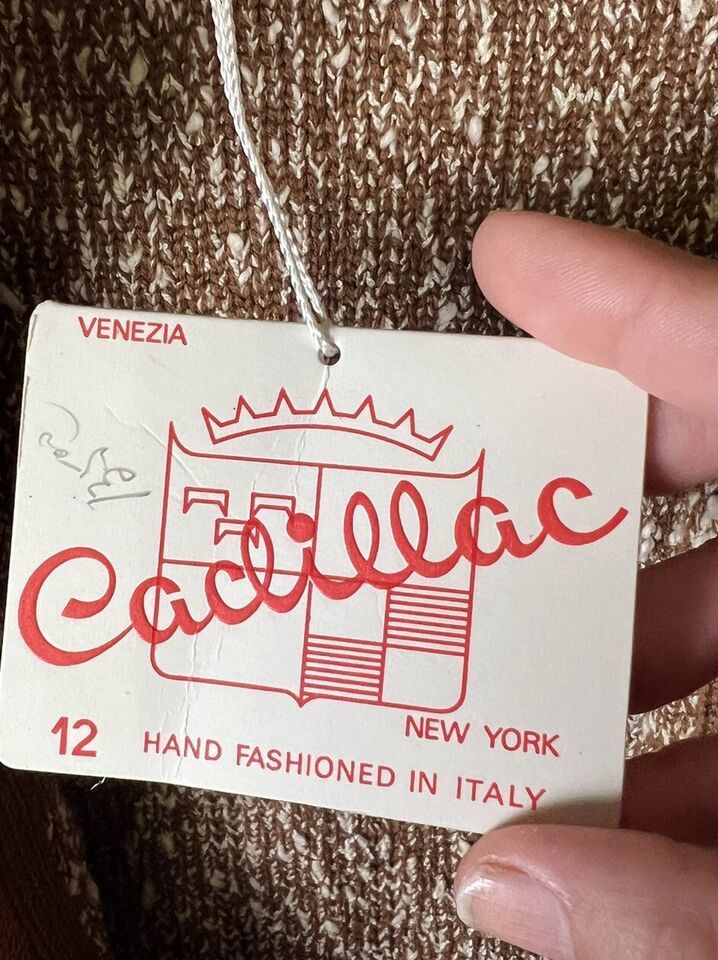 VENEZIA
Cadillac
NEW YORK
12
HAND FASHIONED IN ITALY